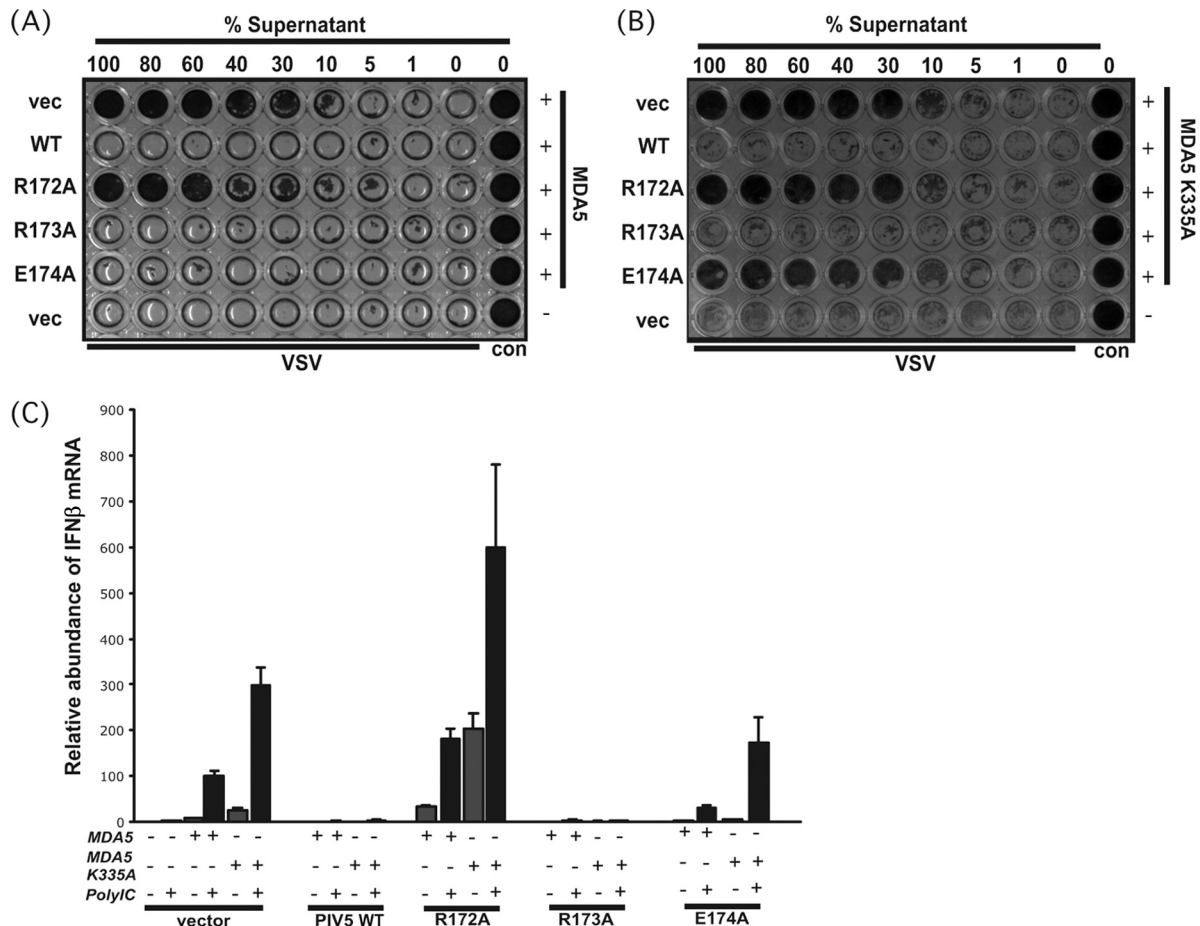 (A)
% Supernatant
100 80 60 40 30 10 5 1 0 0
vec +
WT +
R172A +
R173A +
E174A +
vec -
MDA5
VSV con
(B)
% Supernatant
100 80 60 40 30 10 5 1 0 0
vec +
WT +
R172A +
R173A +
E174A +
vec -
MDA5 K335A
VSV con
(C)
Relative abundance of IFNβ mRNA
900
800
700
600
500
400
300
200
100
0
MDA5 - - + + - - + + - - + + - - + + - - + + - -
MDA5 K335A - - - - + + - - + + - - + + - - + + - - + +
PolyIC - + - + - + - + - + - + - + - + - + - + - +
vector PIV5 WT R172A R173A E174A